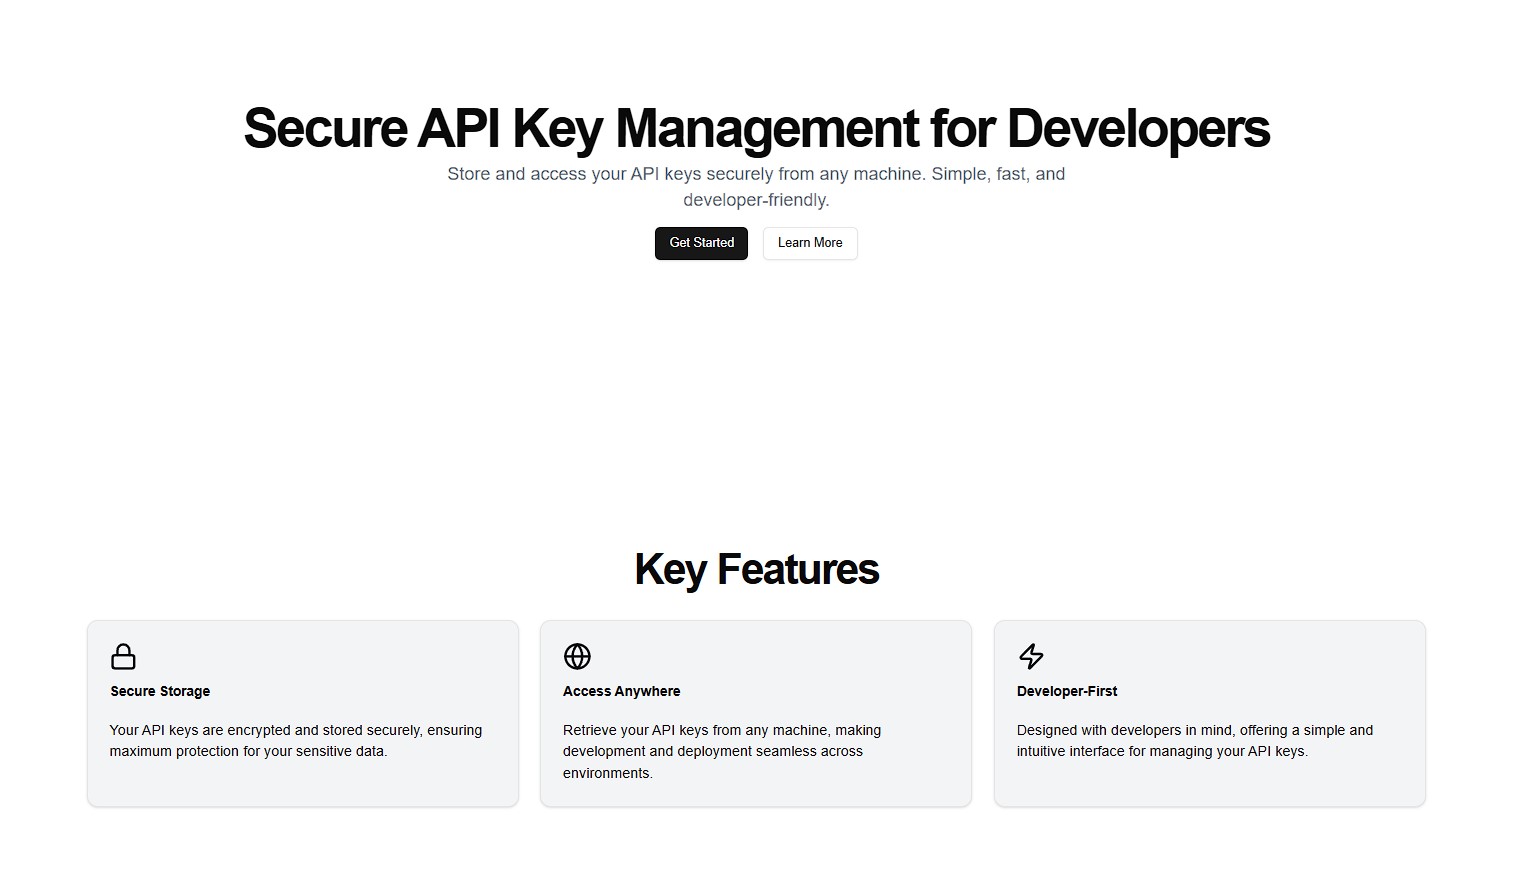 Secure API Key Management for Developers
Store and access your API keys securely from any machine. Simple, fast, and
developer-friendly.
Get Started
Learn More
Key Features
Secure Storage
Your API keys are encrypted and stored securely, ensuring
maximum protection for your sensitive data.
Access Anywhere
Retrieve your API keys from any machine, making
development and deployment seamless across
environments.
Developer-First
Designed with developers in mind, offering a simple and
intuitive interface for managing your API keys.